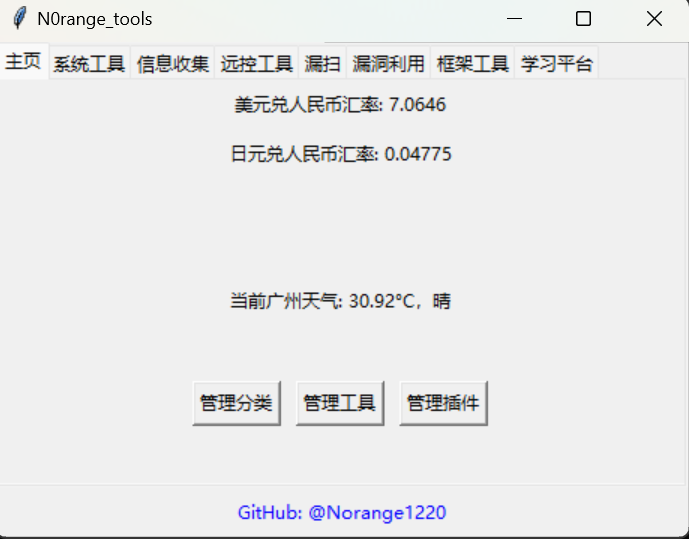 N0range_tools
主页 系统工具 信息收集 远控工具 漏扫 漏洞利用 框架工具 学习平台
美元兑人民币汇率: 7.0646
日元兑人民币汇率: 0.04775
当前广州天气: 30.92°C，晴
管理分类 管理工具 管理插件
GitHub: @Norange1220